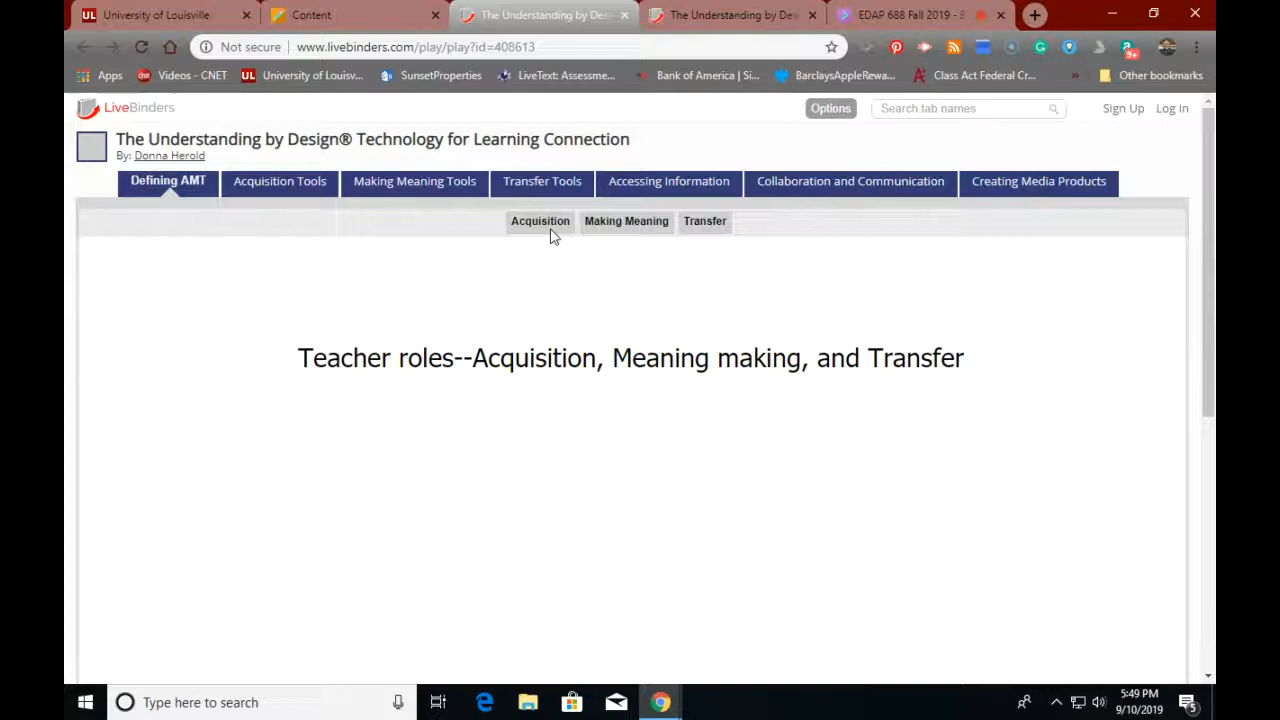 University of Louisville
Content
The Understanding by Des
The Understanding by Des
EDAP 688 Fall 2019 - B
Not secure www.livebinders.com/play/play?id=408613
Apps
Videos - CNET
University of Louisv...
SunsetProperties
LiveText: Assessme...
Bank of America | Si...
BarclaysAppleRewa...
Class Act Federal Cr...
»
Other bookmarks
9+
LiveBinders
Options
Search tab names
Sign Up
Log In
The Understanding by Design® Technology for Learning Connection
By: Donna Herold
Defining AMT
Acquisition Tools
Making Meaning Tools
Transfer Tools
Accessing Information
Collaboration and Communication
Creating Media Products
Acquisition
Making Meaning
Transfer
Teacher roles--Acquisition, Meaning making, and Transfer
Type here to search
5:49 PM
9/10/2019
5